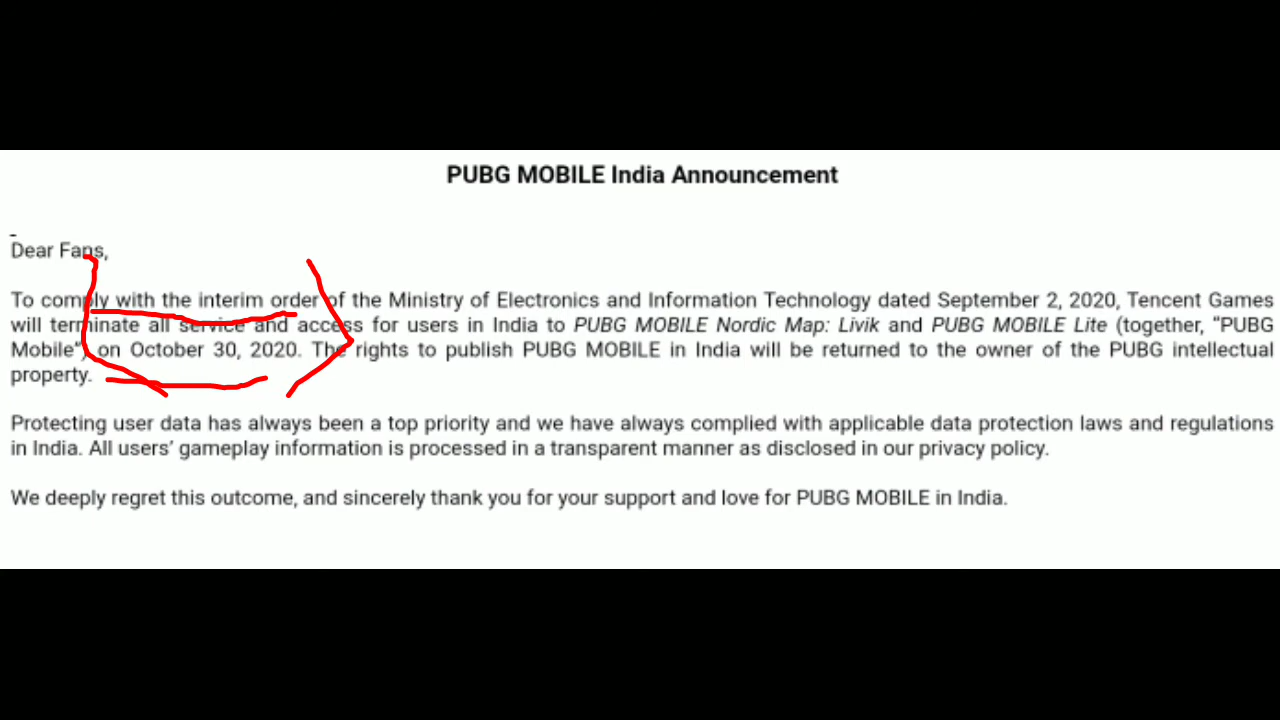 PUBG MOBILE India Announcement
Dear Fans,
To comply with the interim order of the Ministry of Electronics and Information Technology dated September 2, 2020, Tencent Games
will terminate all service and access for users in India to PUBG MOBILE Nordic Map: Livik and PUBG MOBILE Lite (together, “PUBG
Mobile”) on October 30, 2020. The rights to publish PUBG MOBILE in India will be returned to the owner of the PUBG intellectual
property.
Protecting user data has always been a top priority and we have always complied with applicable data protection laws and regulations
in India. All users’ gameplay information is processed in a transparent manner as disclosed in our privacy policy.
We deeply regret this outcome, and sincerely thank you for your support and love for PUBG MOBILE in India.